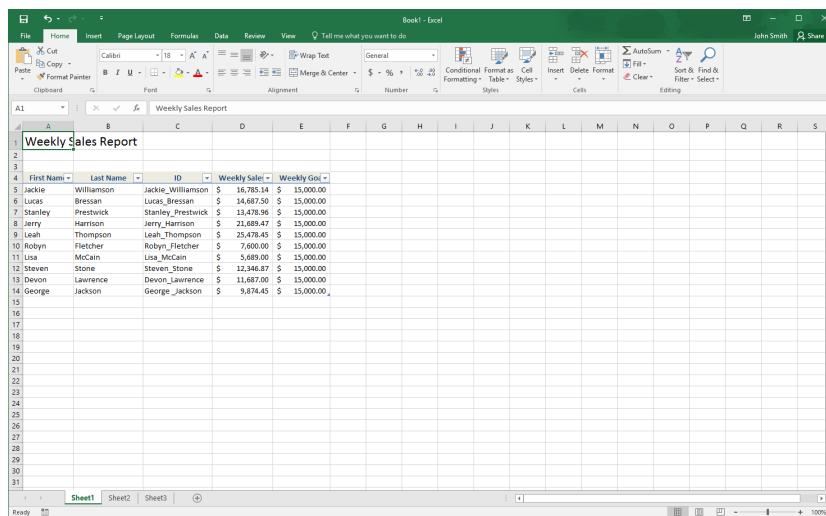 Book1 - Excel
File Home Insert Page Layout Formulas Data Review View Tell me what you want to do John Smith Share
Cut Calibri 18 Wrap Text General AutoSum
Copy Fill
Paste Format Painter B I U Merge & Center $ % , Conditional Formatting Format as Table Cell Styles Insert Delete Format Clear Sort & Filter Find & Select
Clipboard Font Alignment Number Styles Cells Editing
A1 fx Weekly Sales Report
A B C D E F G H I J K L M N O P Q R S
1 Weekly Sales Report
2
3
4 First Nam Last Name ID Weekly Sale Weekly Goa
5 Jackie Williamson Jackie_Williamson $ 16,785.14 $ 15,000.00
6 Lucas Bressan Lucas_Bressan $ 14,687.50 $ 15,000.00
7 Stanley Prestwick Stanley_Prestwick $ 13,478.96 $ 15,000.00
8 Jerry Harrison Jerry_Harrison $ 21,689.47 $ 15,000.00
9 Leah Thompson Leah_Thompson $ 25,478.45 $ 15,000.00
10 Robyn Fletcher Robyn_Fletcher $ 7,600.00 $ 15,000.00
11 Lisa McCain Lisa_McCain $ 5,689.00 $ 15,000.00
12 Steven Stone Steven_Stone $ 12,346.87 $ 15,000.00
13 Devon Lawrence Devon_Lawrence $ 11,687.00 $ 15,000.00
14 George Jackson George _Jackson $ 9,874.45 $ 15,000.00
15
16
17
18
19
20
21
22
23
24
25
26
27
28
29
30
31
Sheet1 Sheet2 Sheet3
Ready 100%